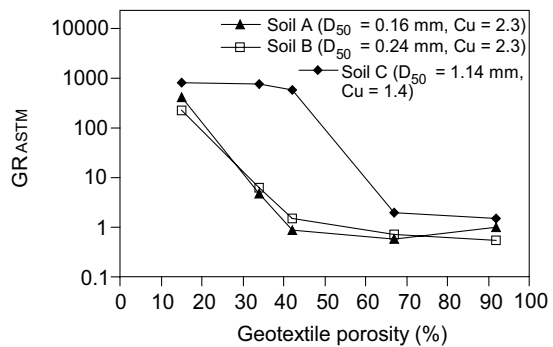 Soil A (D50 = 0.16 mm, Cu = 2.3)
Soil B (D50 = 0.24 mm, Cu = 2.3)
Soil C (D50 = 1.14 mm,
Cu = 1.4)
GRASTM
10000
1000
100
10
1
0.1
0 10 20 30 40 50 60 70 80 90 100
Geotextile porosity (%)